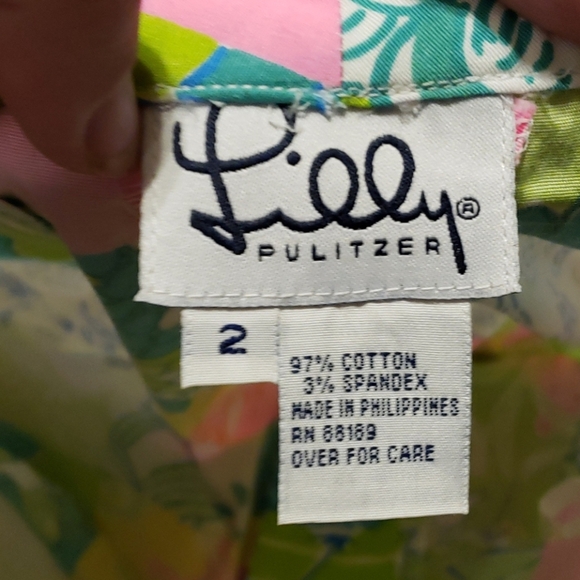 Lilly®
PULITZER
2
97% COTTON
3% SPANDEX
MADE IN PHILIPPINES
RN 88189
OVER FOR CARE